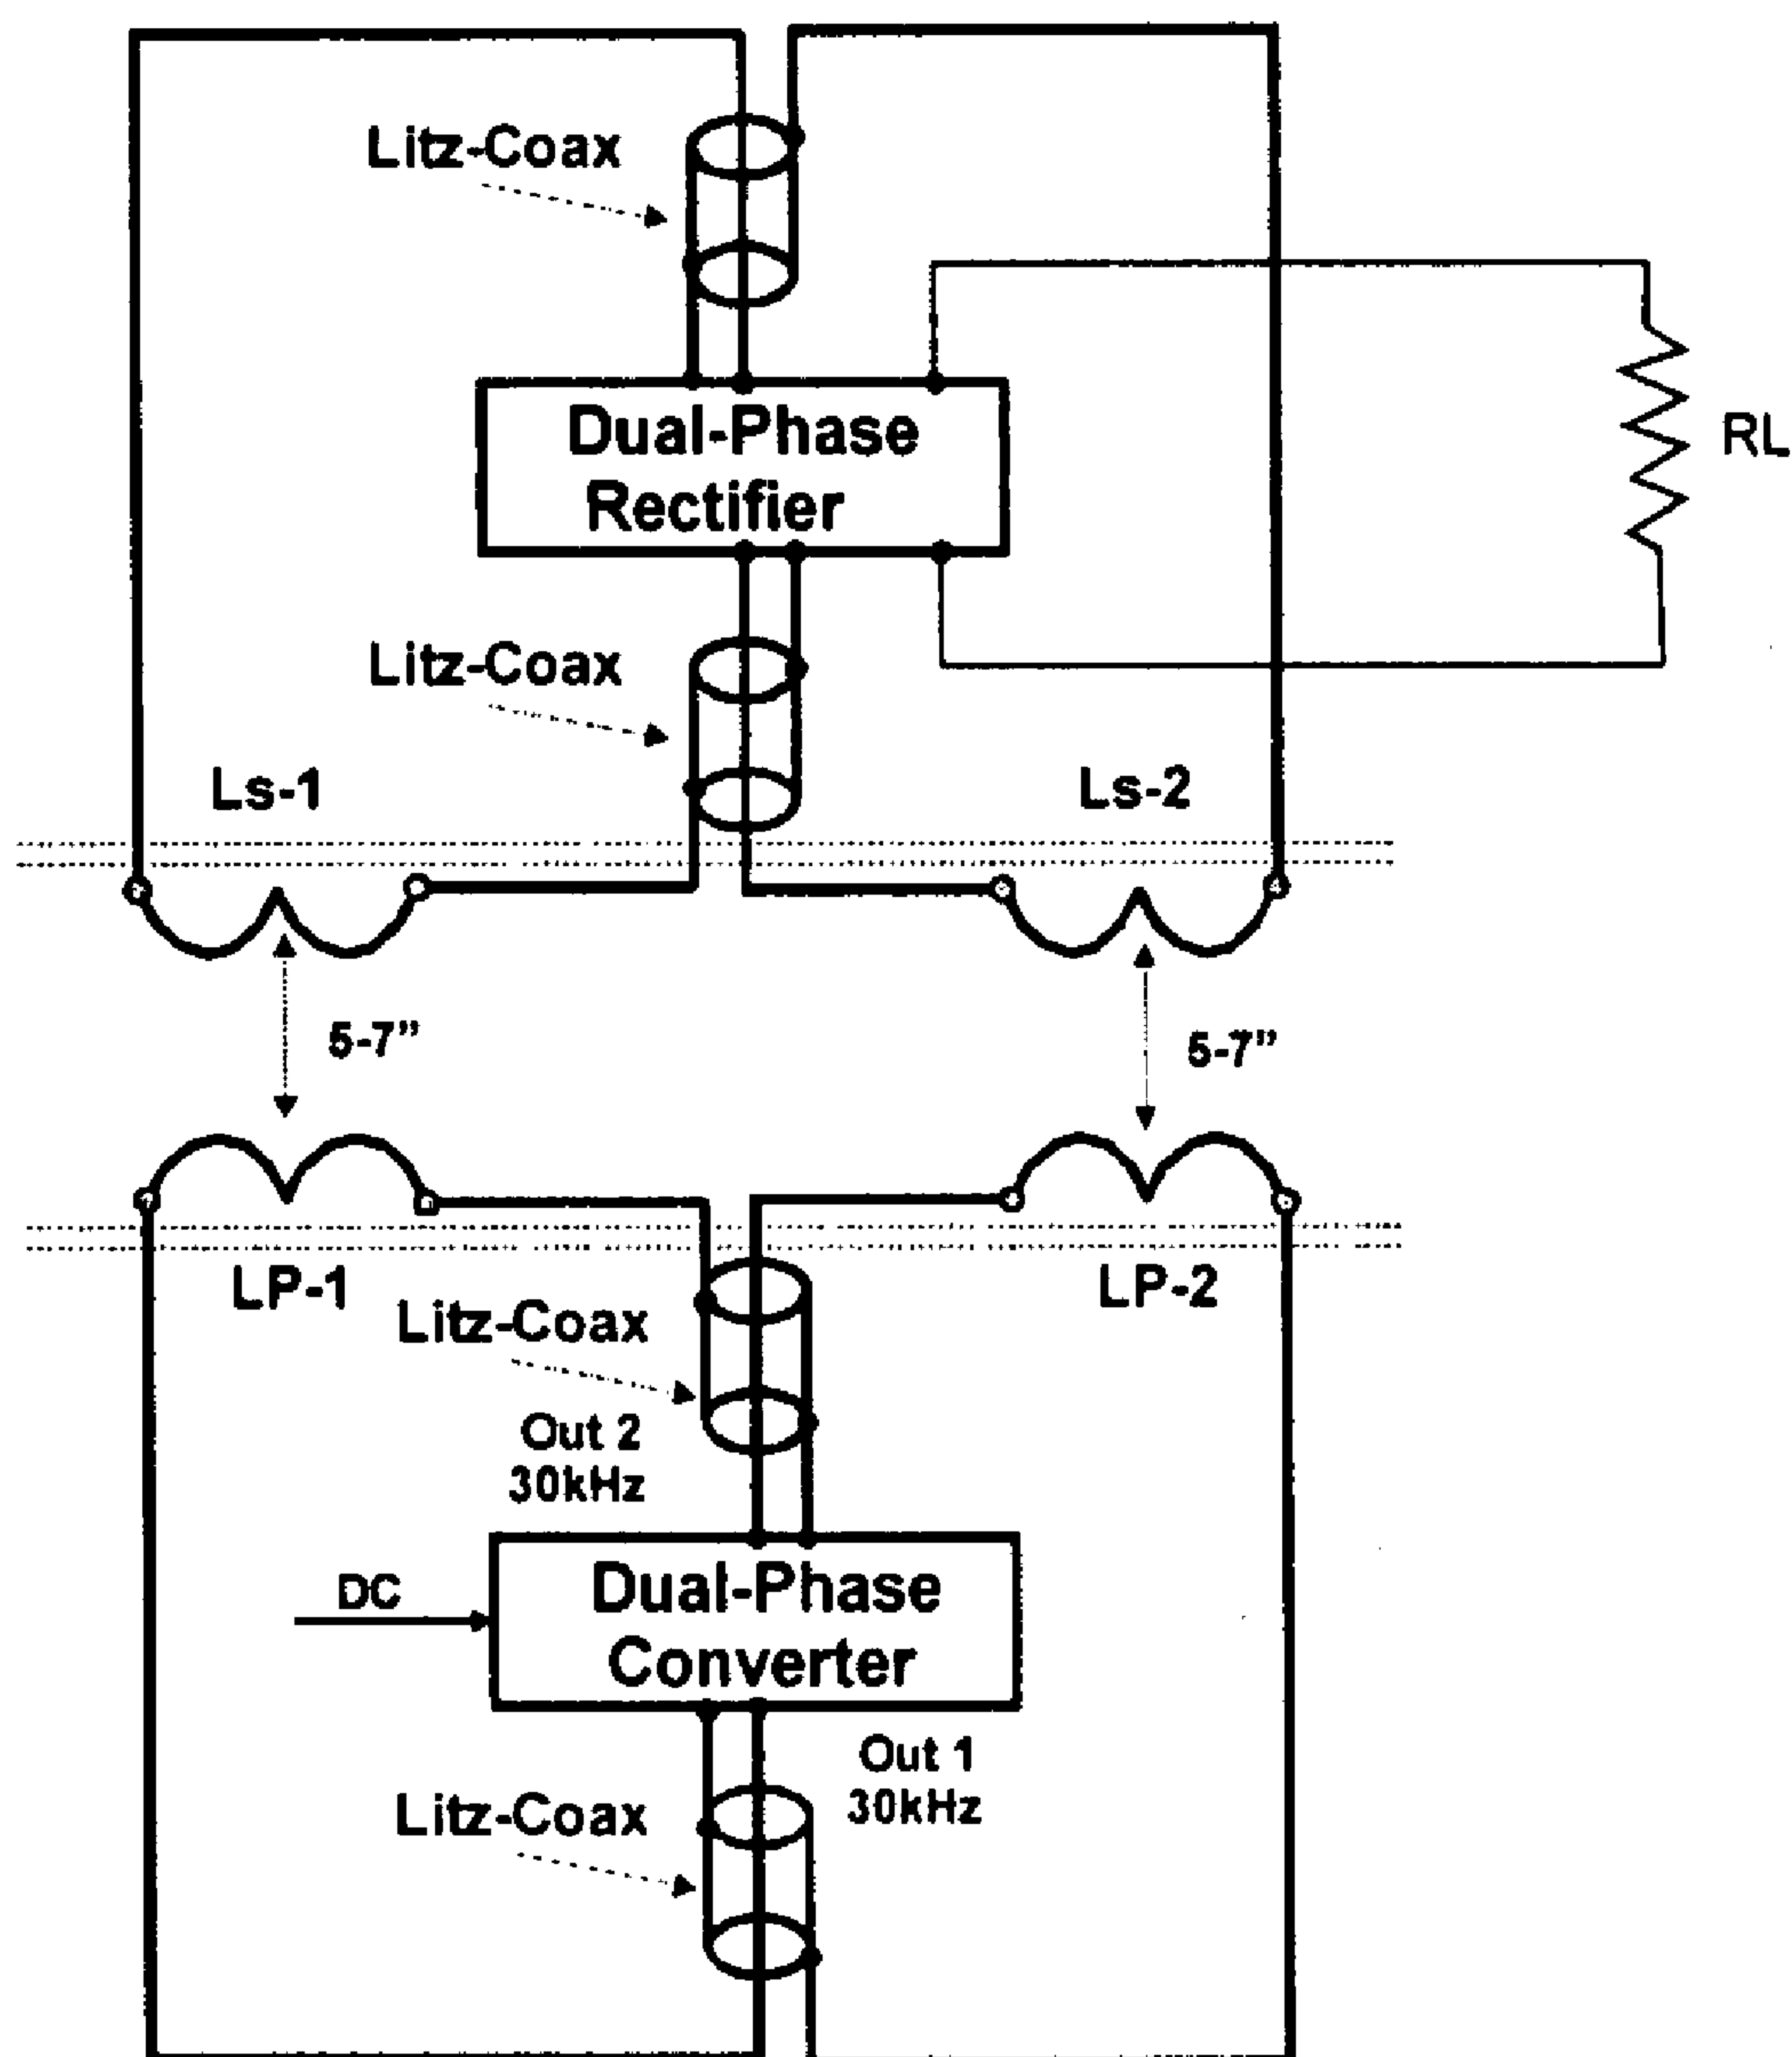 Litz-Coax
Dual-Phase
Rectifier
RL
Litz-Coax
Ls-1
Ls-2
5-7”
5-7”
LP-1
LP-2
Litz-Coax
Out 2
30kHz
DC
Dual-Phase
Converter
Out 1
30kHz
Litz-Coax